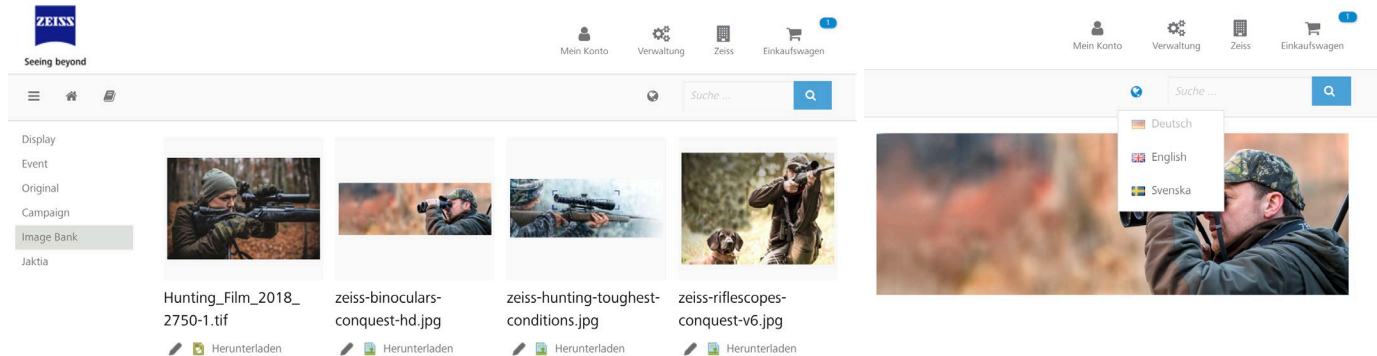 ZEISS
Seeing beyond
Mein Konto
Verwaltung
Zeiss
1
Einkaufswagen
Suche ...
Display
Event
Original
Campaign
Image Bank
Jaktia
Hunting_Film_2018_
2750-1.tif
Herunterladen
zeiss-binoculars-
conquest-hd.jpg
Herunterladen
zeiss-hunting-toughest-
conditions.jpg
Herunterladen
zeiss-riflescopes-
conquest-v6.jpg
Herunterladen
Mein Konto
Verwaltung
Zeiss
1
Einkaufswagen
Suche ...
Deutsch
English
Svenska